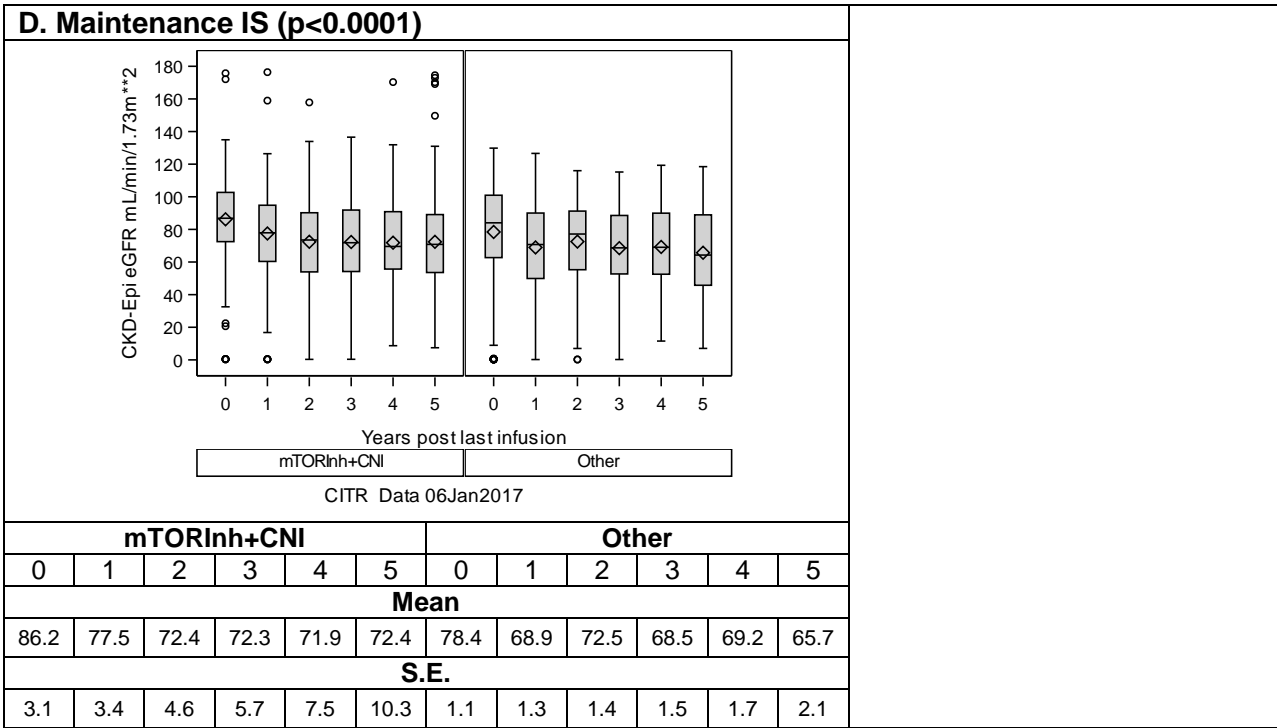 D. Maintenance IS (p<0.0001)
CKD-Epi eGFR mL/min/1.73m**2
180
160
140
120
100
80
60
40
20
0
0 1 2 3 4 5 0 1 2 3 4 5
Years post last infusion
mTORInh+CNI Other
CITR Data 06Jan2017
mTORInh+CNI Other
0 1 2 3 4 5 0 1 2 3 4 5
Mean
86.2 77.5 72.4 72.3 71.9 72.4 78.4 68.9 72.5 68.5 69.2 65.7
S.E.
3.1 3.4 4.6 5.7 7.5 10.3 1.1 1.3 1.4 1.5 1.7 2.1